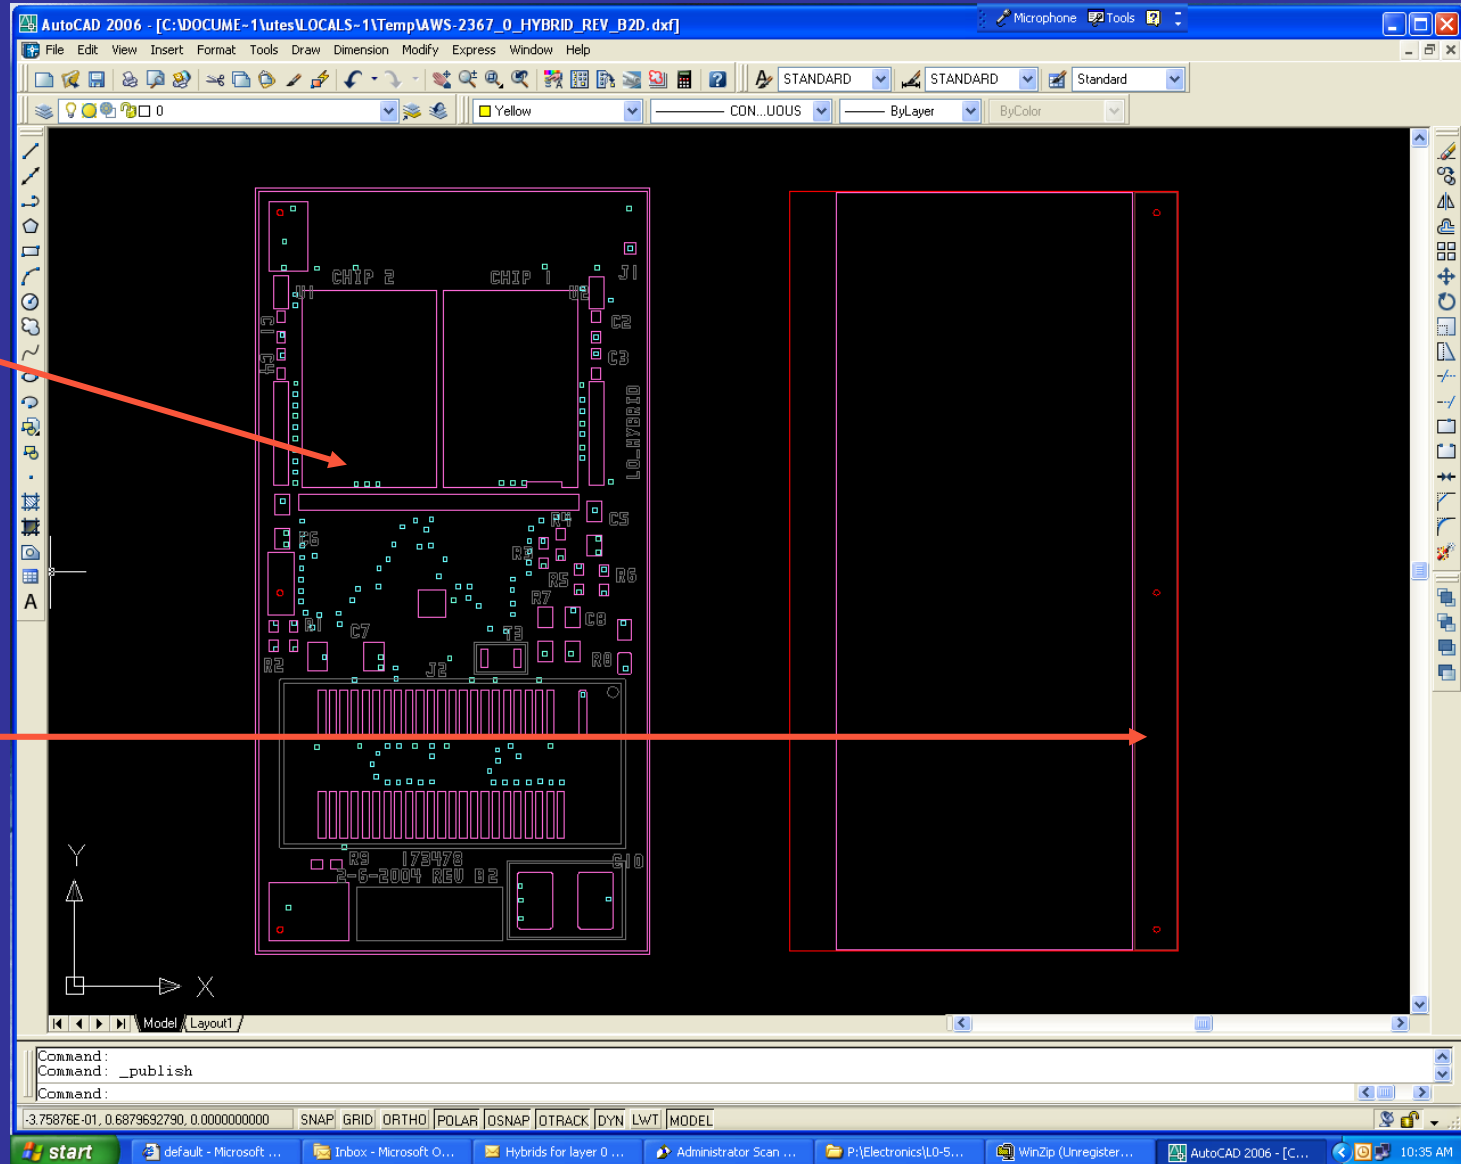 AutoCAD 2006 - [C:\DOCUME~1\utes\LOCALS~1\Temp\AWS-2367_0_HYBRID_REV_B2D.dxf]
Microphone Tools
File Edit View Insert Format Tools Draw Dimension Modify Express Window Help
STANDARD STANDARD Standard
0 Yellow CON...UOUS ByLayer ByColor
CHIP 2 CHIP 1 J1
U1 U2
C1 C2
C4 C3
LO_HYBRID
R4 C5
C6 R3
R5 R6
R7
R1 C7 C8
T3
R2 J2 R8
R9 173478 C10
2-6-2004 REV B2
Y
X
Model Layout1
Command:
Command: _publish
Command:
-3.75876E-01, 0.6879692790, 0.0000000000 SNAP GRID ORTHO POLAR OSNAP OTRACK DYN LWT MODEL
start default - Microsoft ... Inbox - Microsoft O... Hybrids for layer 0 ... Administrator Scan ... P:\Electronics\L0-5... WinZip (Unregister... AutoCAD 2006 - [C... 10:35 AM